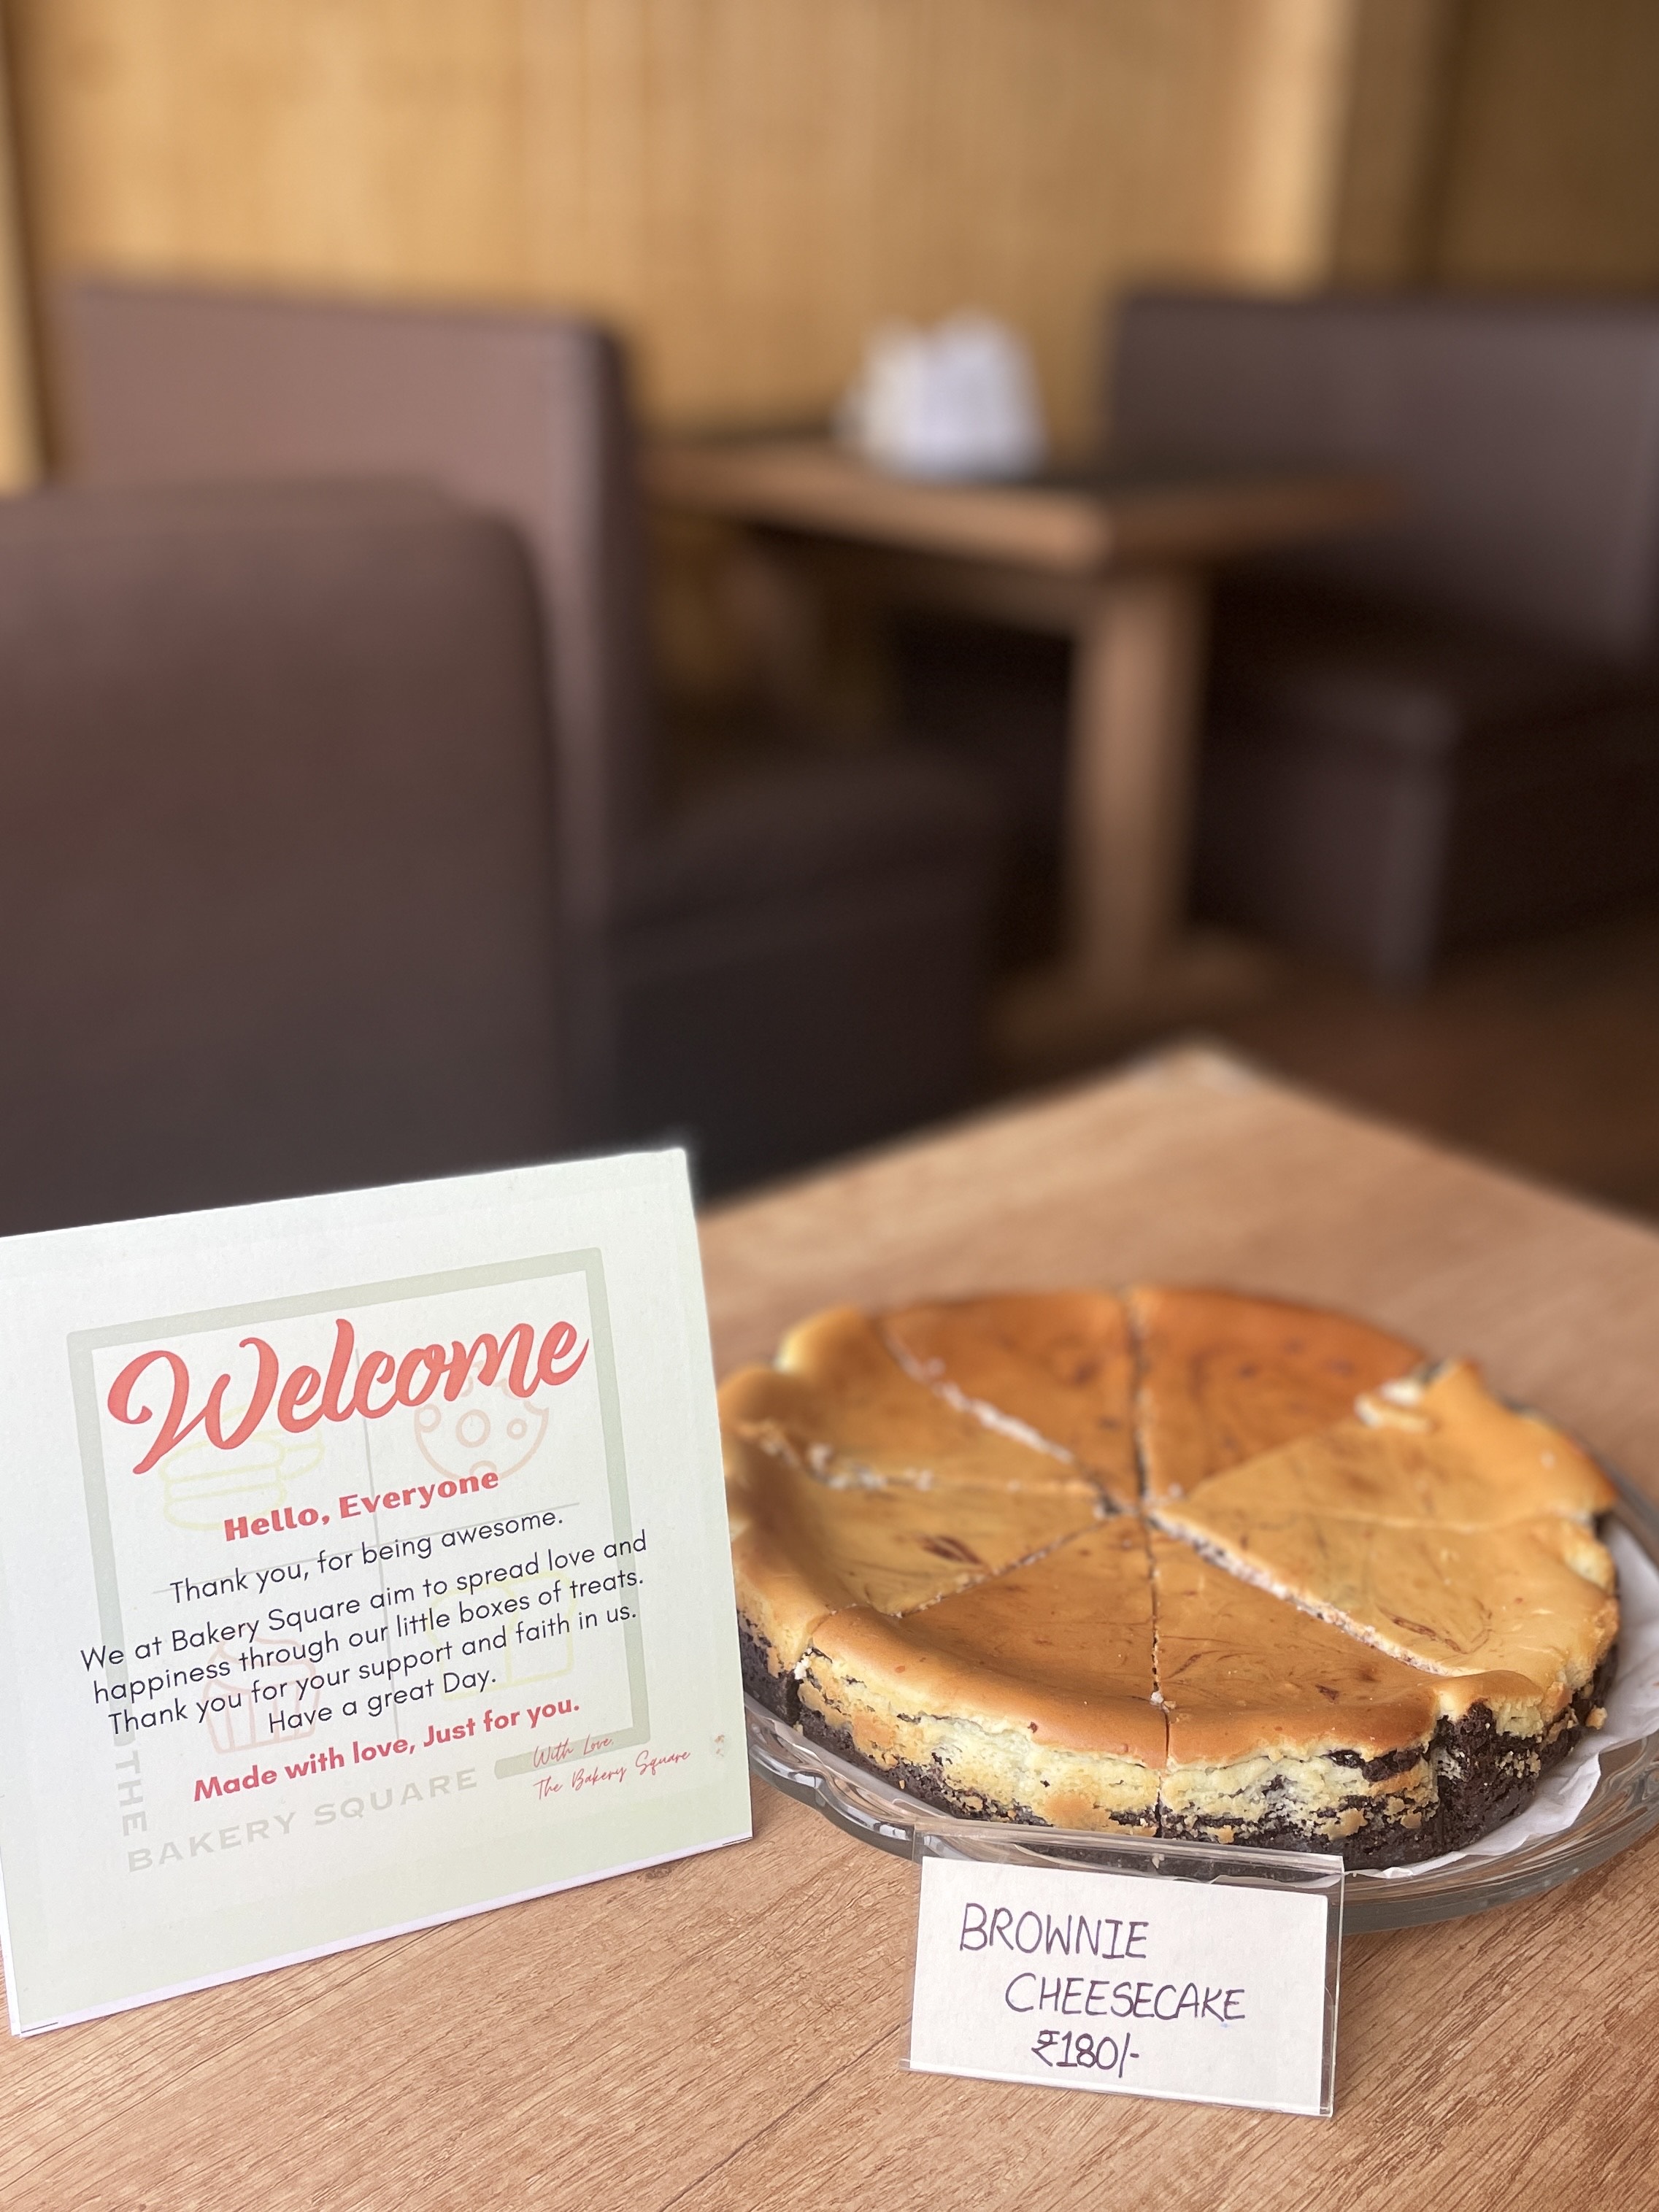 Welcome
Hello, Everyone
Thank you, for being awesome.
We at Bakery Square aim to spread love and
happiness through our little boxes of treats.
Thank you for your support and faith in us.
Have a great Day.
Made with love, Just for you.
With Love
The Bakery Square
THE
BAKERY SQUARE
BROWNIE
CHEESECAKE
₹180/-